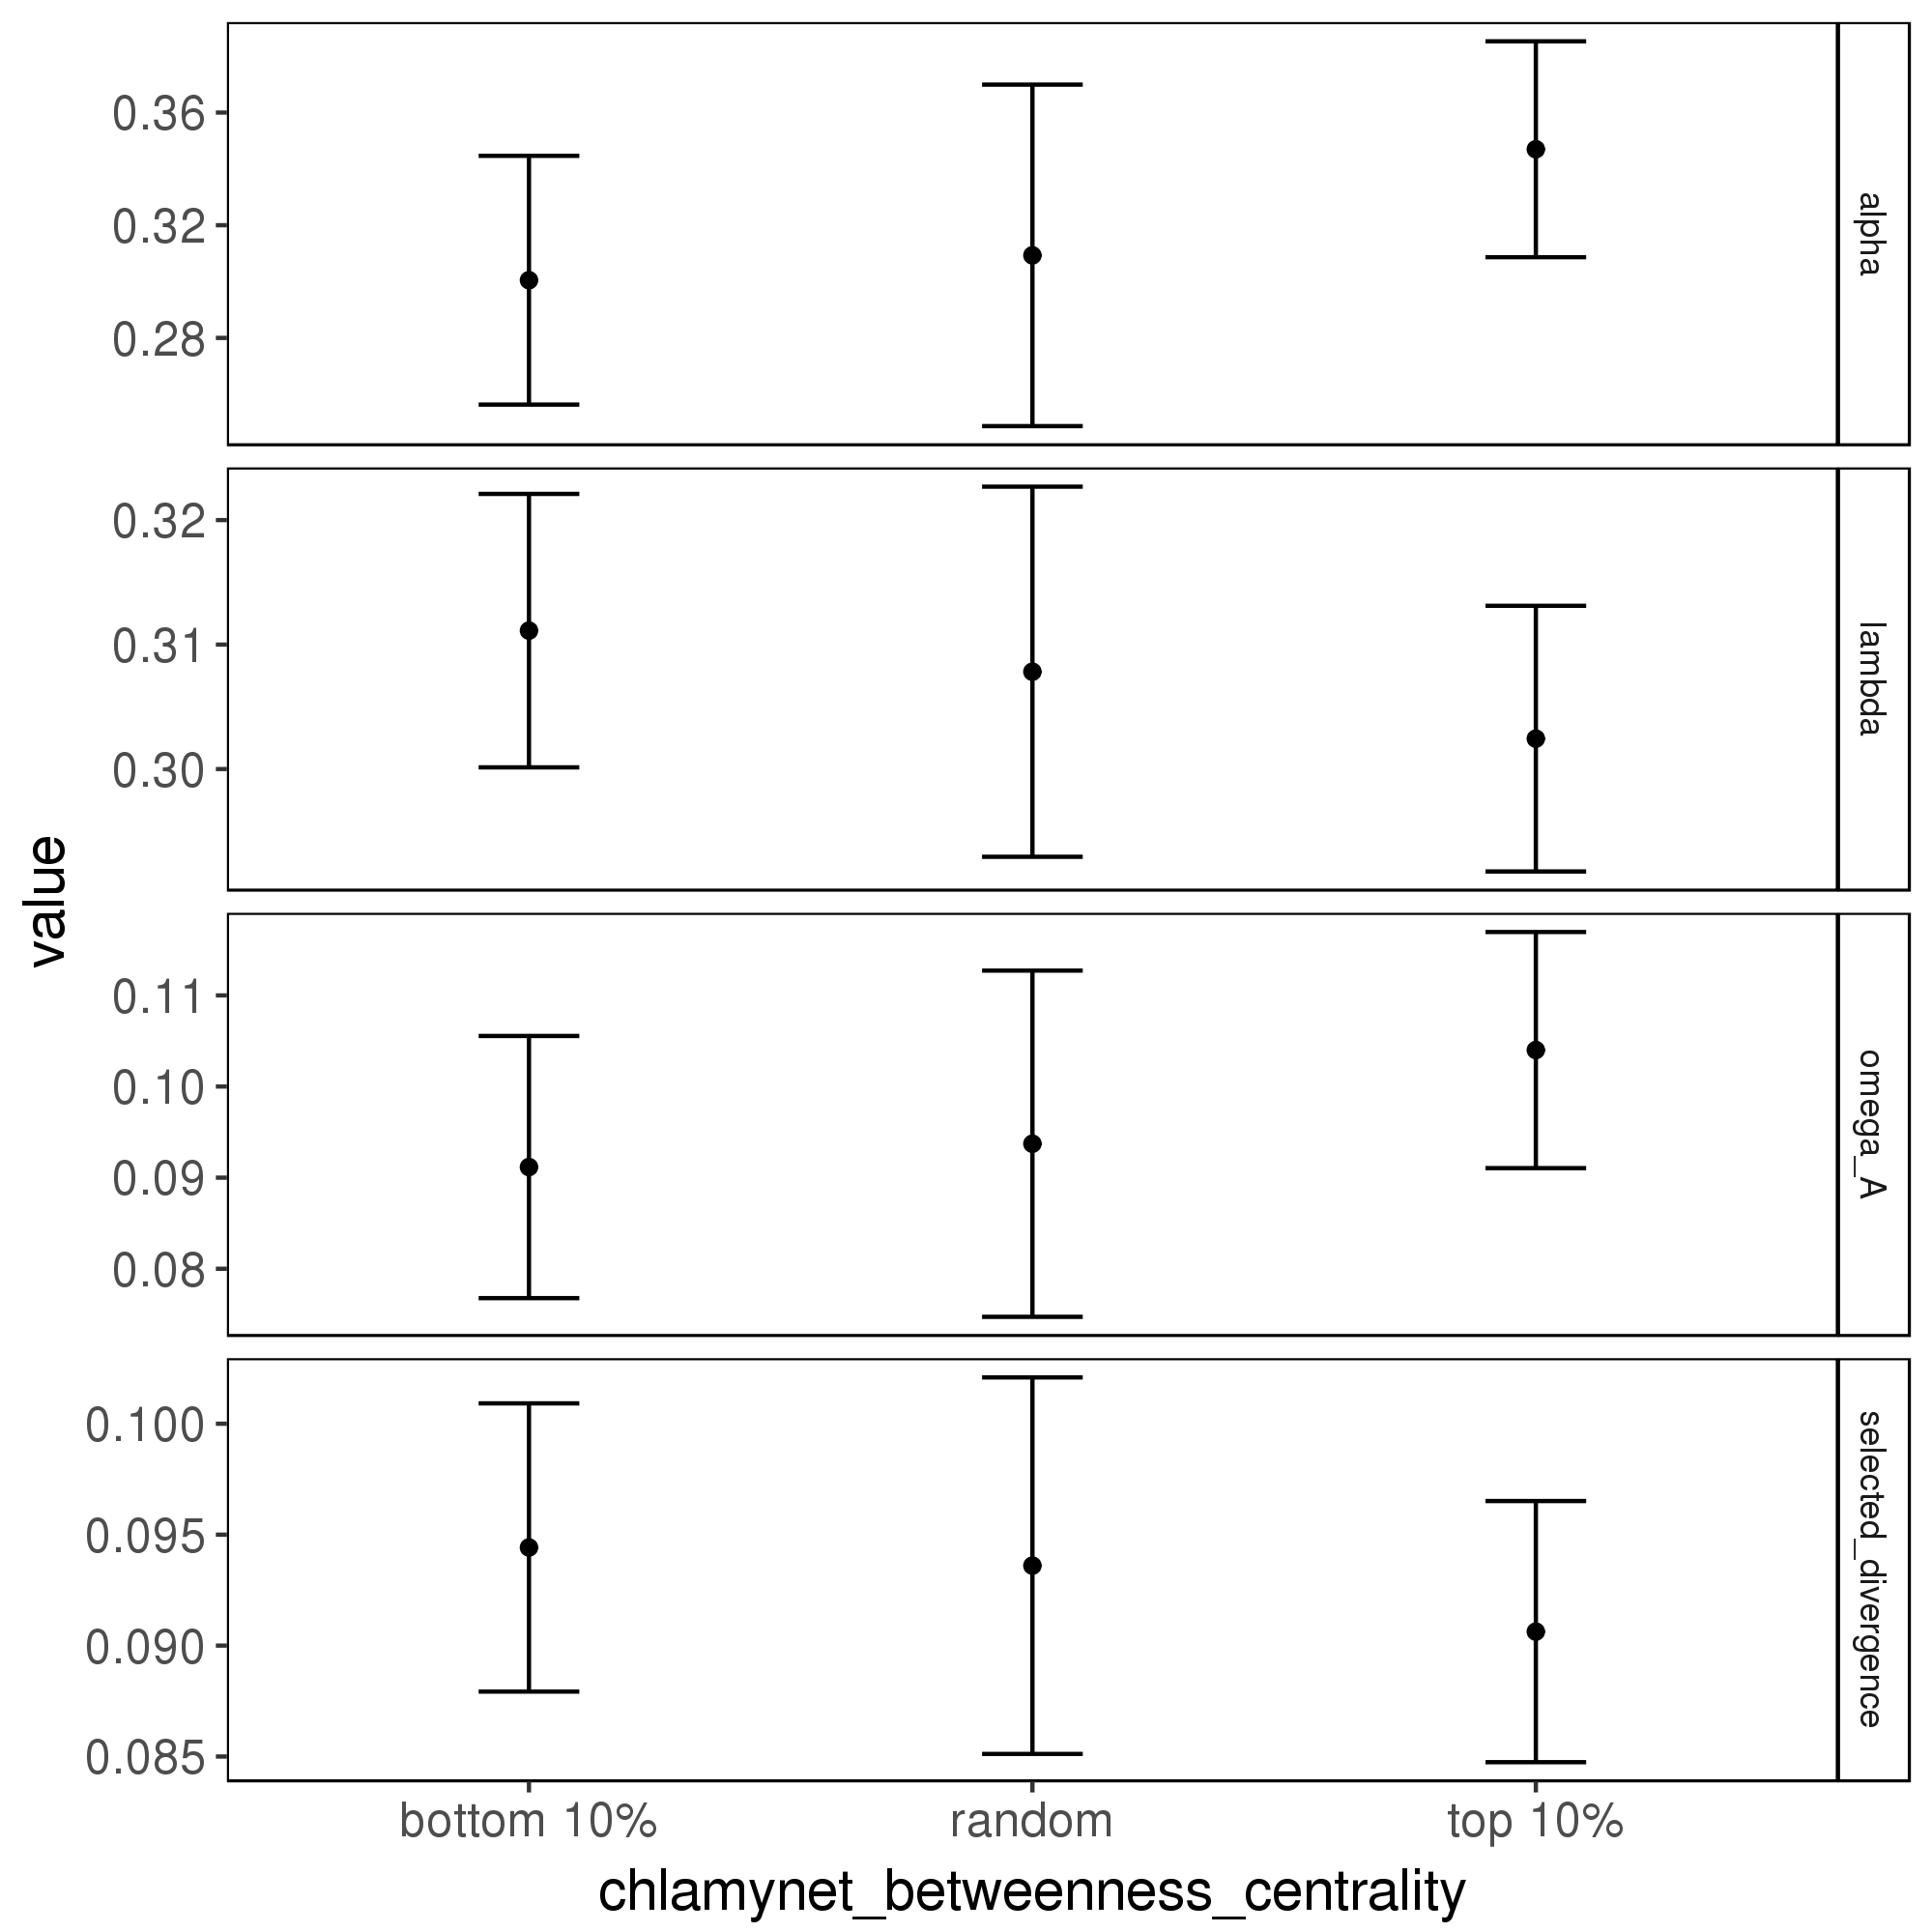 value
0.36
0.32
0.28
alpha
0.32
0.31
0.30
lambda
0.11
0.10
0.09
0.08
omega_A
0.100
0.095
0.090
0.085
selected_divergence
bottom 10% random top 10%
chlamynet_betweenness_centrality